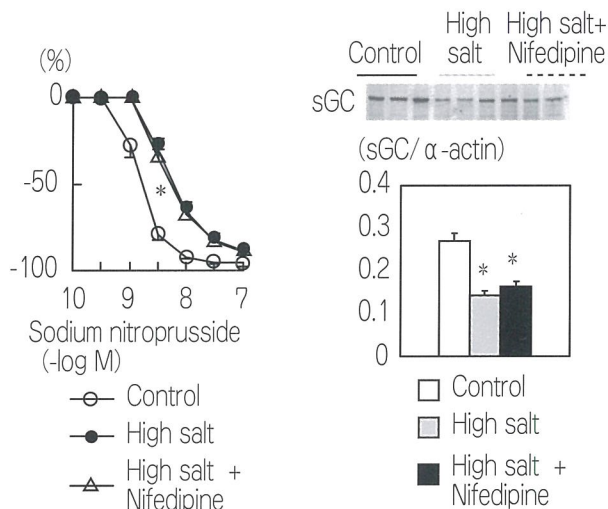 (%)
0
-50
-100
*
10 9 8 7
Sodium nitroprusside
(-log M)
Control
High salt
High salt +
Nifedipine
Control
High
salt
High salt+
Nifedipine
sGC
(sGC/ α-actin)
0.4
0.3
0.2
0.1
0
* *
Control
High salt
High salt +
Nifedipine